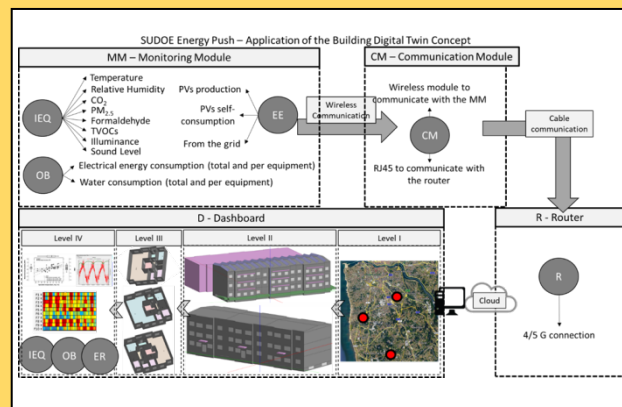 SUDOE Energy Push – Application of the Building Digital Twin Concept
MM – Monitoring Module
IEQ
Temperature
Relative Humidity
CO2
PM2.5
Formaldehyde
TVOCs
Illuminance
Sound Level
PVs production
PVs self-
consumption
From the grid
EE
OB
Electrical energy consumption (total and per equipment)
Water consumption (total and per equipment)
Wireless
Communication
CM – Communication Module
Wireless module to
communicate with the MM
CM
RJ45 to communicate with
the router
Cable
communication
D - Dashboard
Level IV
Level III
Level II
Level I
IEQ
OB
ER
Cloud
R - Router
R
4/5 G connection